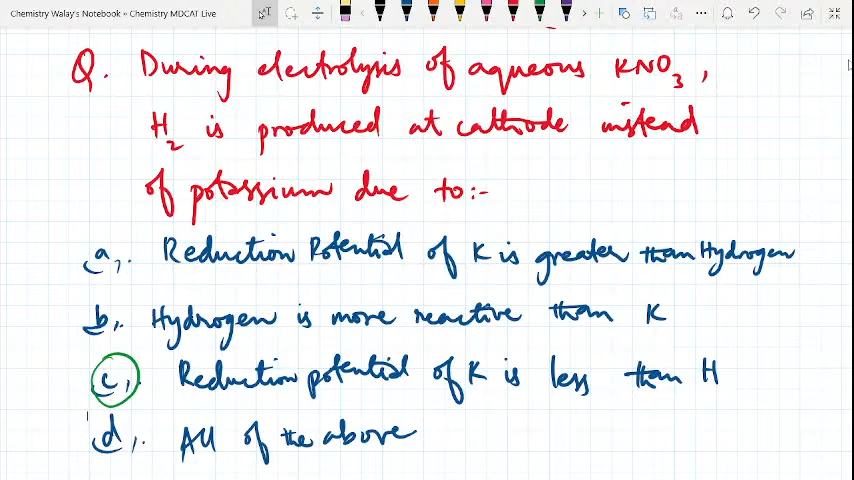 Chemistry Walay's Notebook » Chemistry MDCAT Live
Q. During electrolysis of aqueous KNO3,
H2 is produced at cathode instead
of potassium due to:-
a, Reduction Potential of K is greater than Hydrogen
b, Hydrogen is more reactive than K
c, Reduction potential of K is less than H
d, All of the above